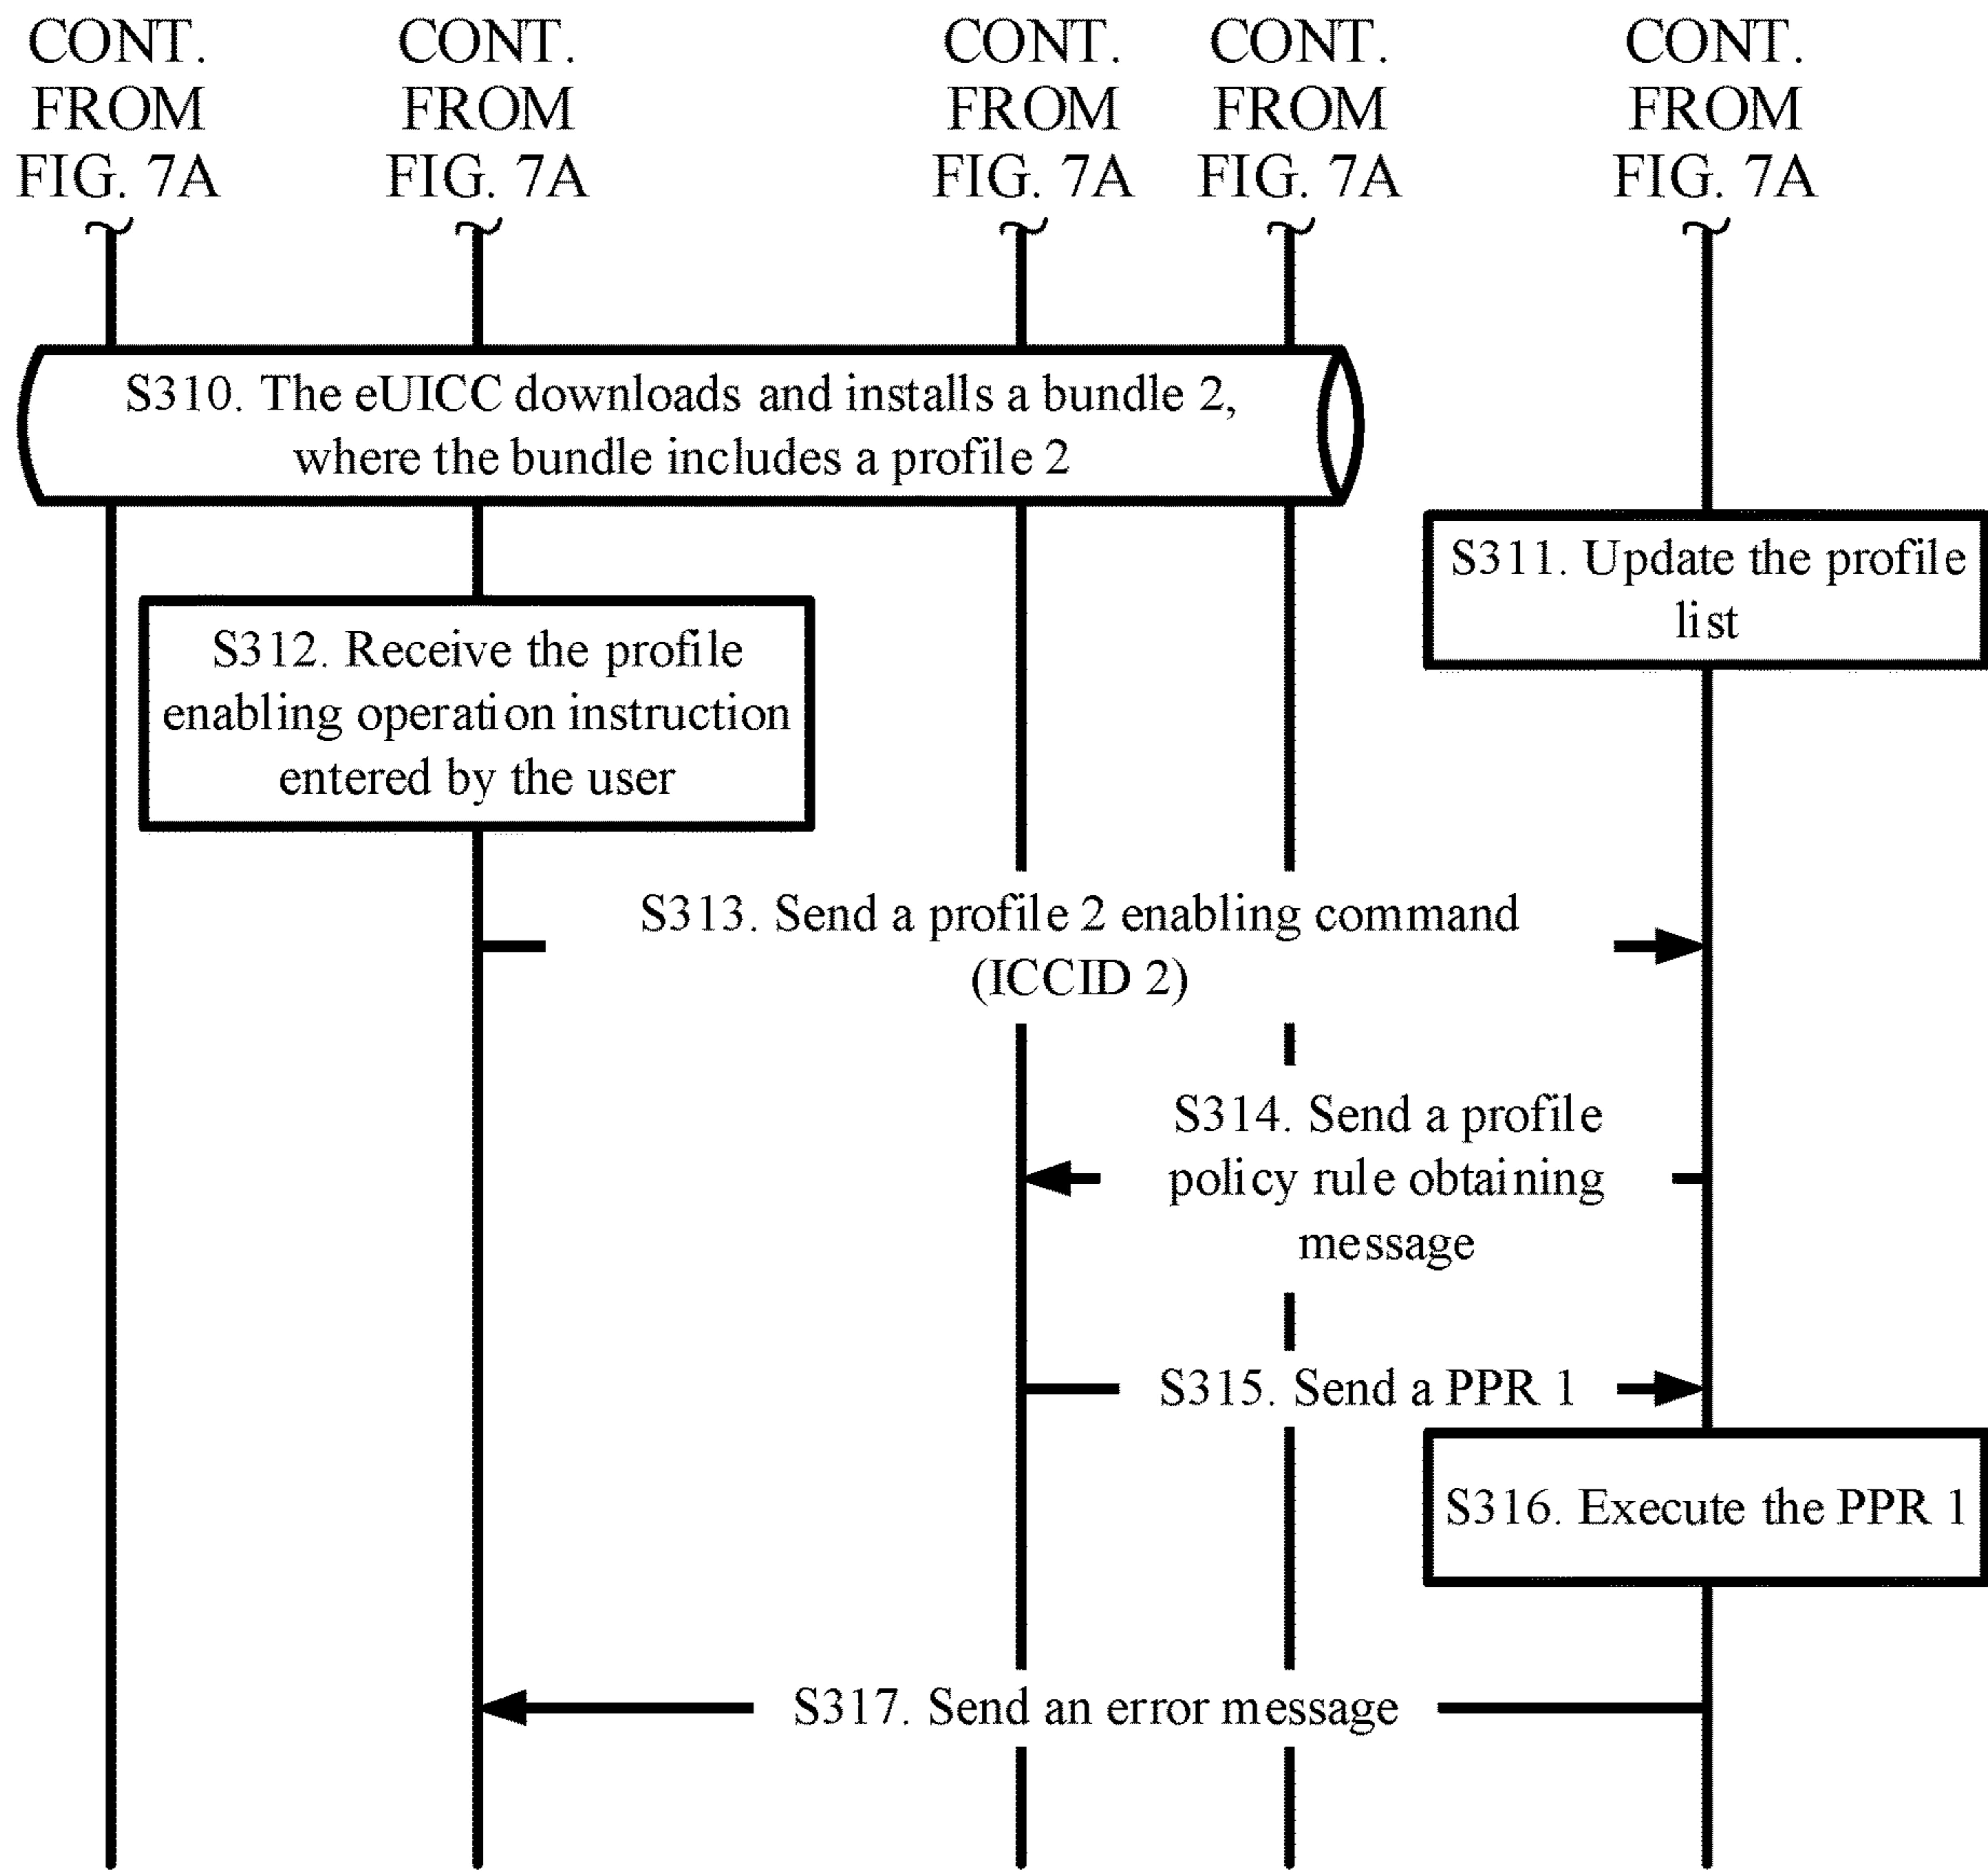 CONT.
FROM
FIG. 7A
CONT.
FROM
FIG. 7A
CONT.
FROM
FIG. 7A
CONT.
FROM
FIG. 7A
CONT.
FROM
FIG. 7A
S310. The eUICC downloads and installs a bundle 2,
where the bundle includes a profile 2
S311. Update the profile
list
S312. Receive the profile
enabling operation instruction
entered by the user
S313. Send a profile 2 enabling command
(ICCID 2)
S314. Send a profile
policy rule obtaining
message
S315. Send a PPR 1
S316. Execute the PPR 1
S317. Send an error message